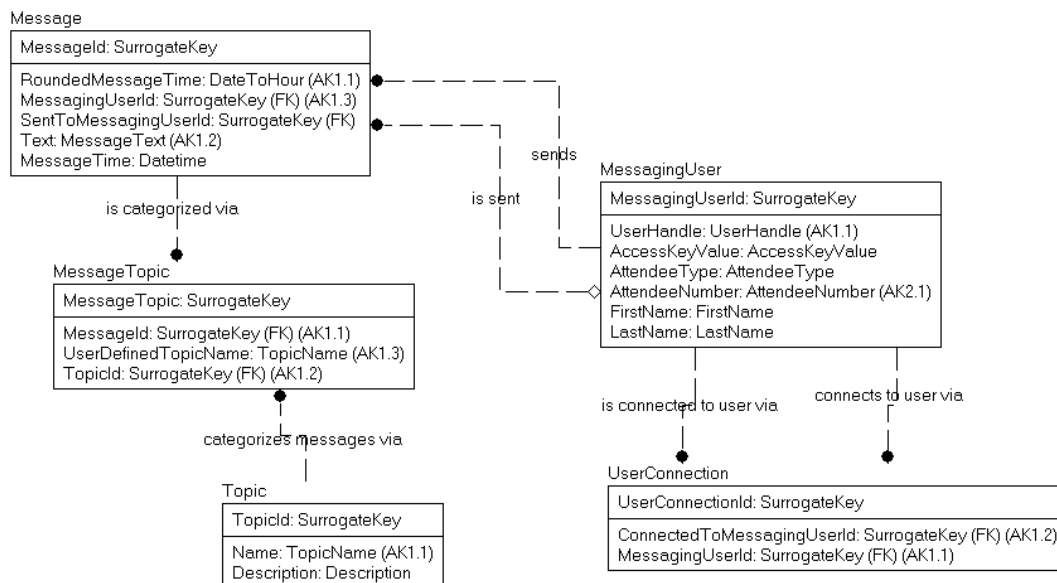 Message
MessageId: SurrogateKey
RoundedMessageTime: DateToHour (AK1.1)
MessagingUserId: SurrogateKey (FK) (AK1.3)
SentToMessagingUserId: SurrogateKey (FK)
Text: MessageText (AK1.2)
MessageTime: Datetime
sends
is sent
is categorized via
MessagingUser
MessagingUserId: SurrogateKey
UserHandle: UserHandle (AK1.1)
AccessKeyValue: AccessKeyValue
AttendeeType: AttendeeType
AttendeeNumber: AttendeeNumber (AK2.1)
FirstName: FirstName
LastName: LastName
MessageTopic
MessageTopic: SurrogateKey
MessageId: SurrogateKey (FK) (AK1.1)
UserDefinedTopicName: TopicName (AK1.3)
TopicId: SurrogateKey (FK) (AK1.2)
is connected to user via
connects to user via
categorizes messages via
Topic
TopicId: SurrogateKey
Name: TopicName (AK1.1)
Description: Description
UserConnection
UserConnectionId: SurrogateKey
ConnectedToMessagingUserId: SurrogateKey (FK) (AK1.2)
MessagingUserId: SurrogateKey (FK) (AK1.1)